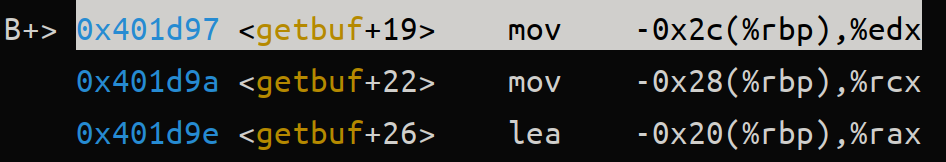 B+> 0x401d97 <getbuf+19> mov -0x2c(%rbp),%edx
0x401d9a <getbuf+22> mov -0x28(%rbp),%rcx
0x401d9e <getbuf+26> lea -0x20(%rbp),%rax